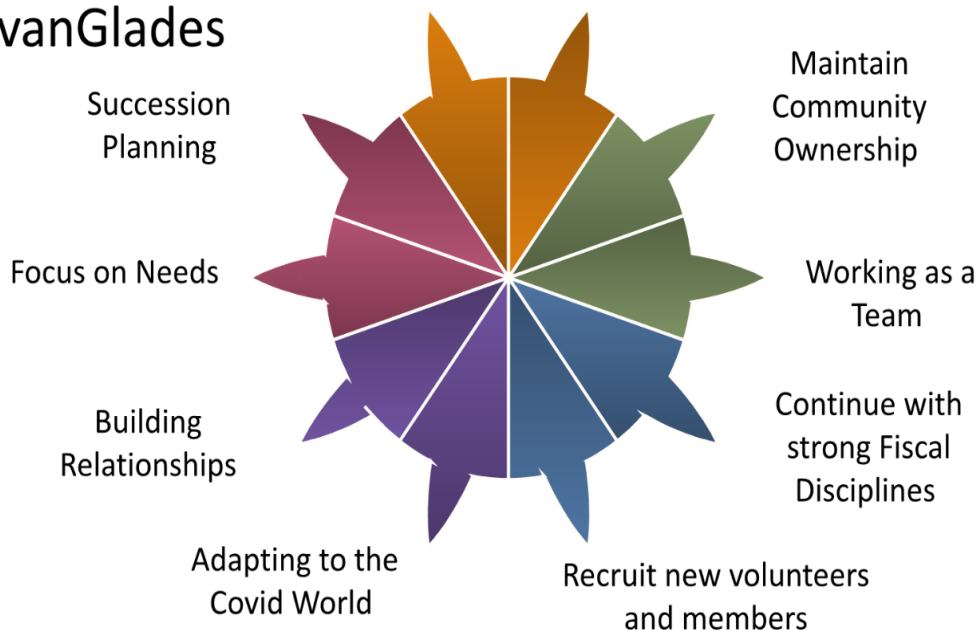 vanGlades
Maintain
Community
Ownership
Working as a
Team
Continue with
strong Fiscal
Disciplines
Recruit new volunteers
and members
Adapting to the
Covid World
Building
Relationships
Focus on Needs
Succession
Planning